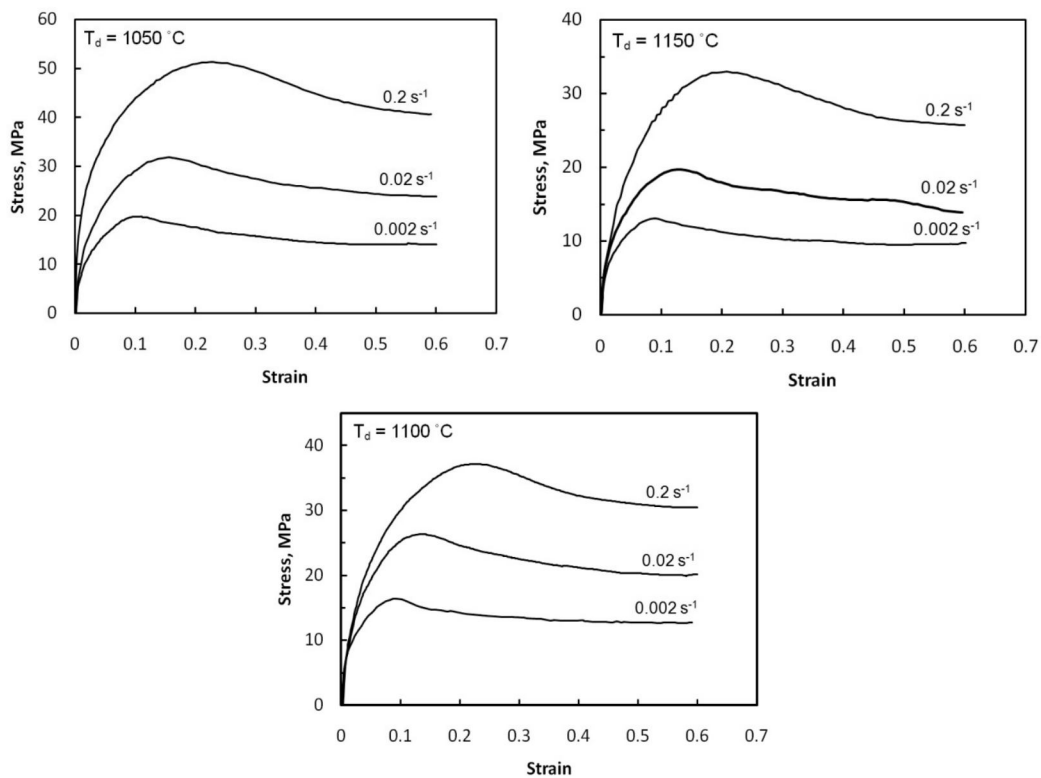 T_d = 1050 °C
Stress, MPa
60
50
40
30
20
10
0
0.2 s⁻¹
0.02 s⁻¹
0.002 s⁻¹
0 0.1 0.2 0.3 0.4 0.5 0.6 0.7
Strain
T_d = 1150 °C
Stress, MPa
40
30
20
10
0
0.2 s⁻¹
0.02 s⁻¹
0.002 s⁻¹
0 0.1 0.2 0.3 0.4 0.5 0.6 0.7
Strain
T_d = 1100 °C
Stress, MPa
40
30
20
10
0
0.2 s⁻¹
0.02 s⁻¹
0.002 s⁻¹
0 0.1 0.2 0.3 0.4 0.5 0.6 0.7
Strain